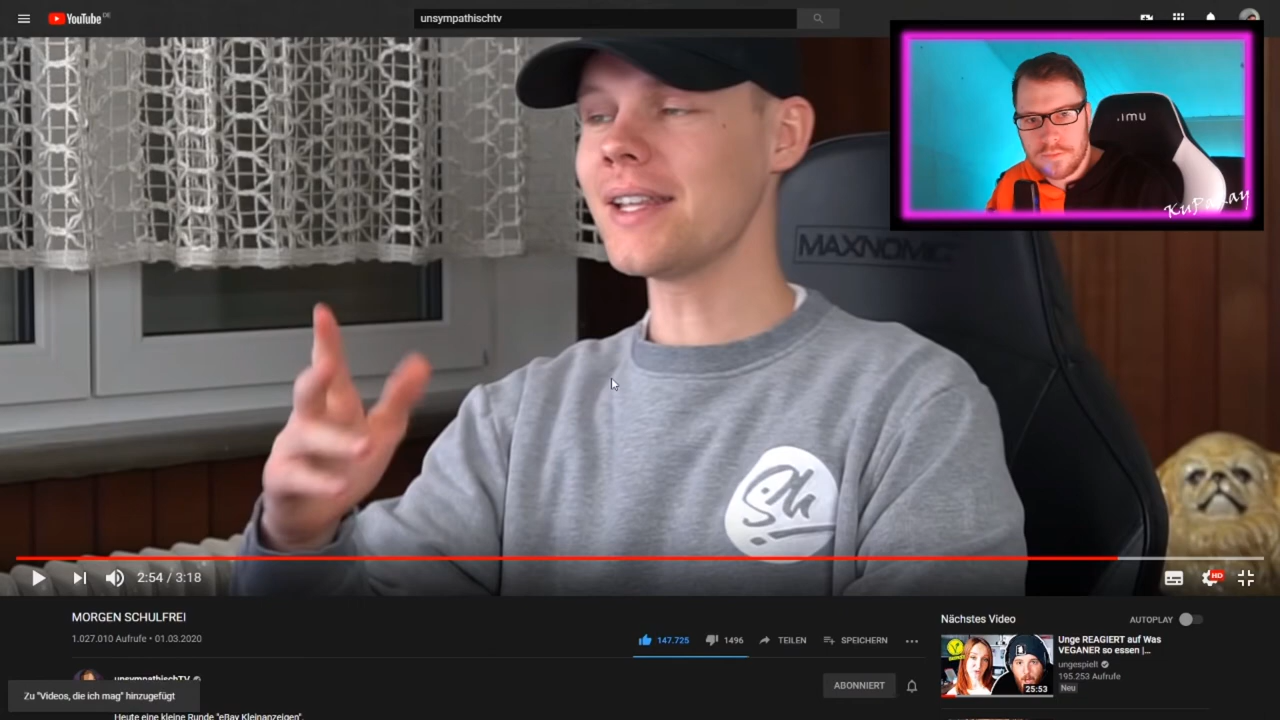 YouTube DE
unsympathischtv
.imu
KuPaRay
MAXNOMIC
2:54 / 3:18
HD
MORGEN SCHULFREI
1.027.010 Aufrufe • 01.03.2020
147.725
1496
TEILEN
SPEICHERN
Nächstes Video
AUTOPLAY
Unge REAGIERT auf Was
VEGANER so essen |...
ungespielt
195.253 Aufrufe
Neu
25:53
unsympathischTV
ABONNIERT
Zu "Videos, die ich mag" hinzugefügt
Heute eine kleine Runde "eBay Kleinanzeigen".